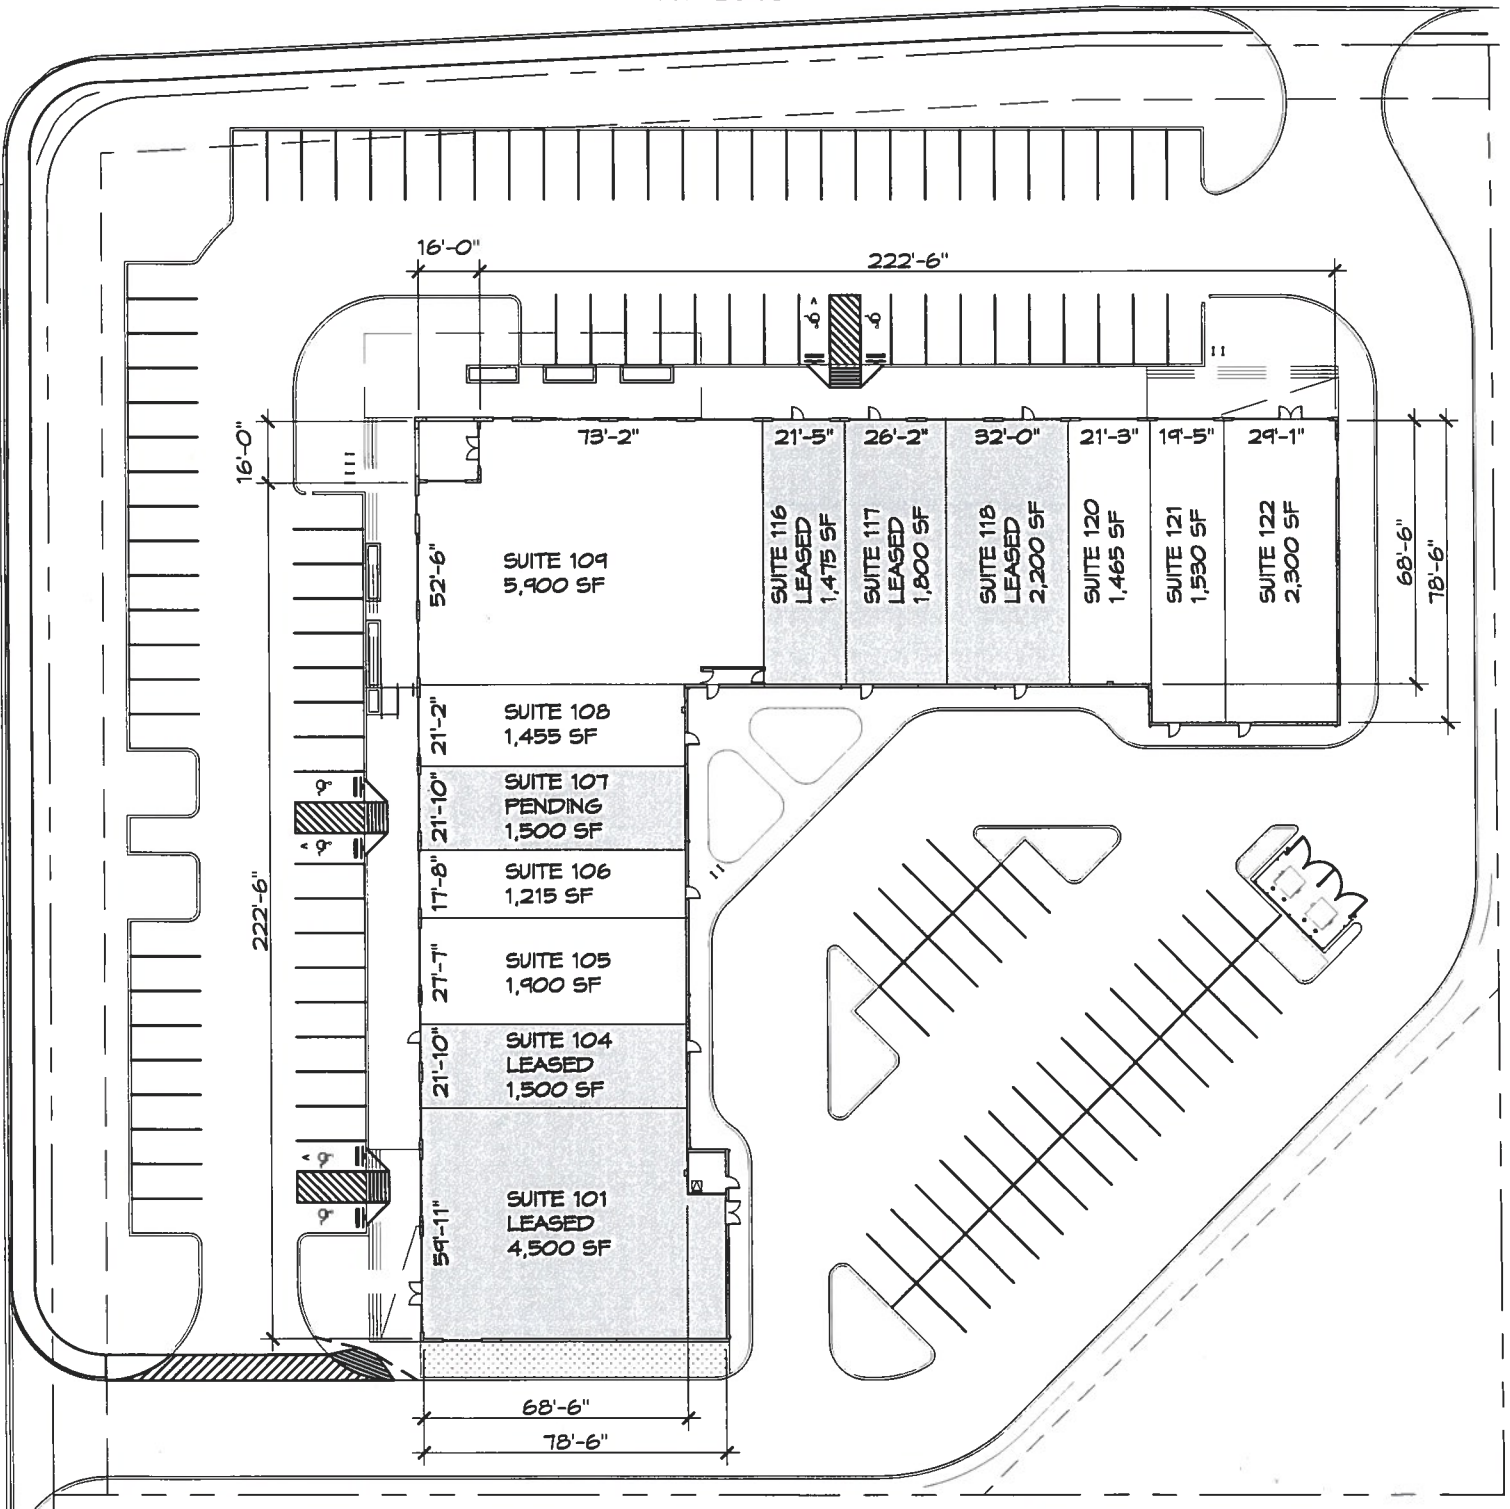 16'-0"
222'-6"
16'-0"
73'-2"
21'-5"
26'-2"
32'-0"
21'-3"
19'-5"
29'-1"
52'-6"
SUITE 109
5,900 SF
SUITE 116
LEASED
1,475 SF
SUITE 117
LEASED
1,800 SF
SUITE 118
LEASED
2,200 SF
SUITE 120
1,465 SF
SUITE 121
1,530 SF
SUITE 122
2,300 SF
68'-6"
78'-6"
21'-2"
SUITE 108
1,455 SF
21'-10"
SUITE 107
PENDING
1,500 SF
17'-8"
SUITE 106
1,215 SF
222'-6"
27'-7"
SUITE 105
1,900 SF
21'-10"
SUITE 104
LEASED
1,500 SF
59'-11"
SUITE 101
LEASED
4,500 SF
68'-6"
78'-6"